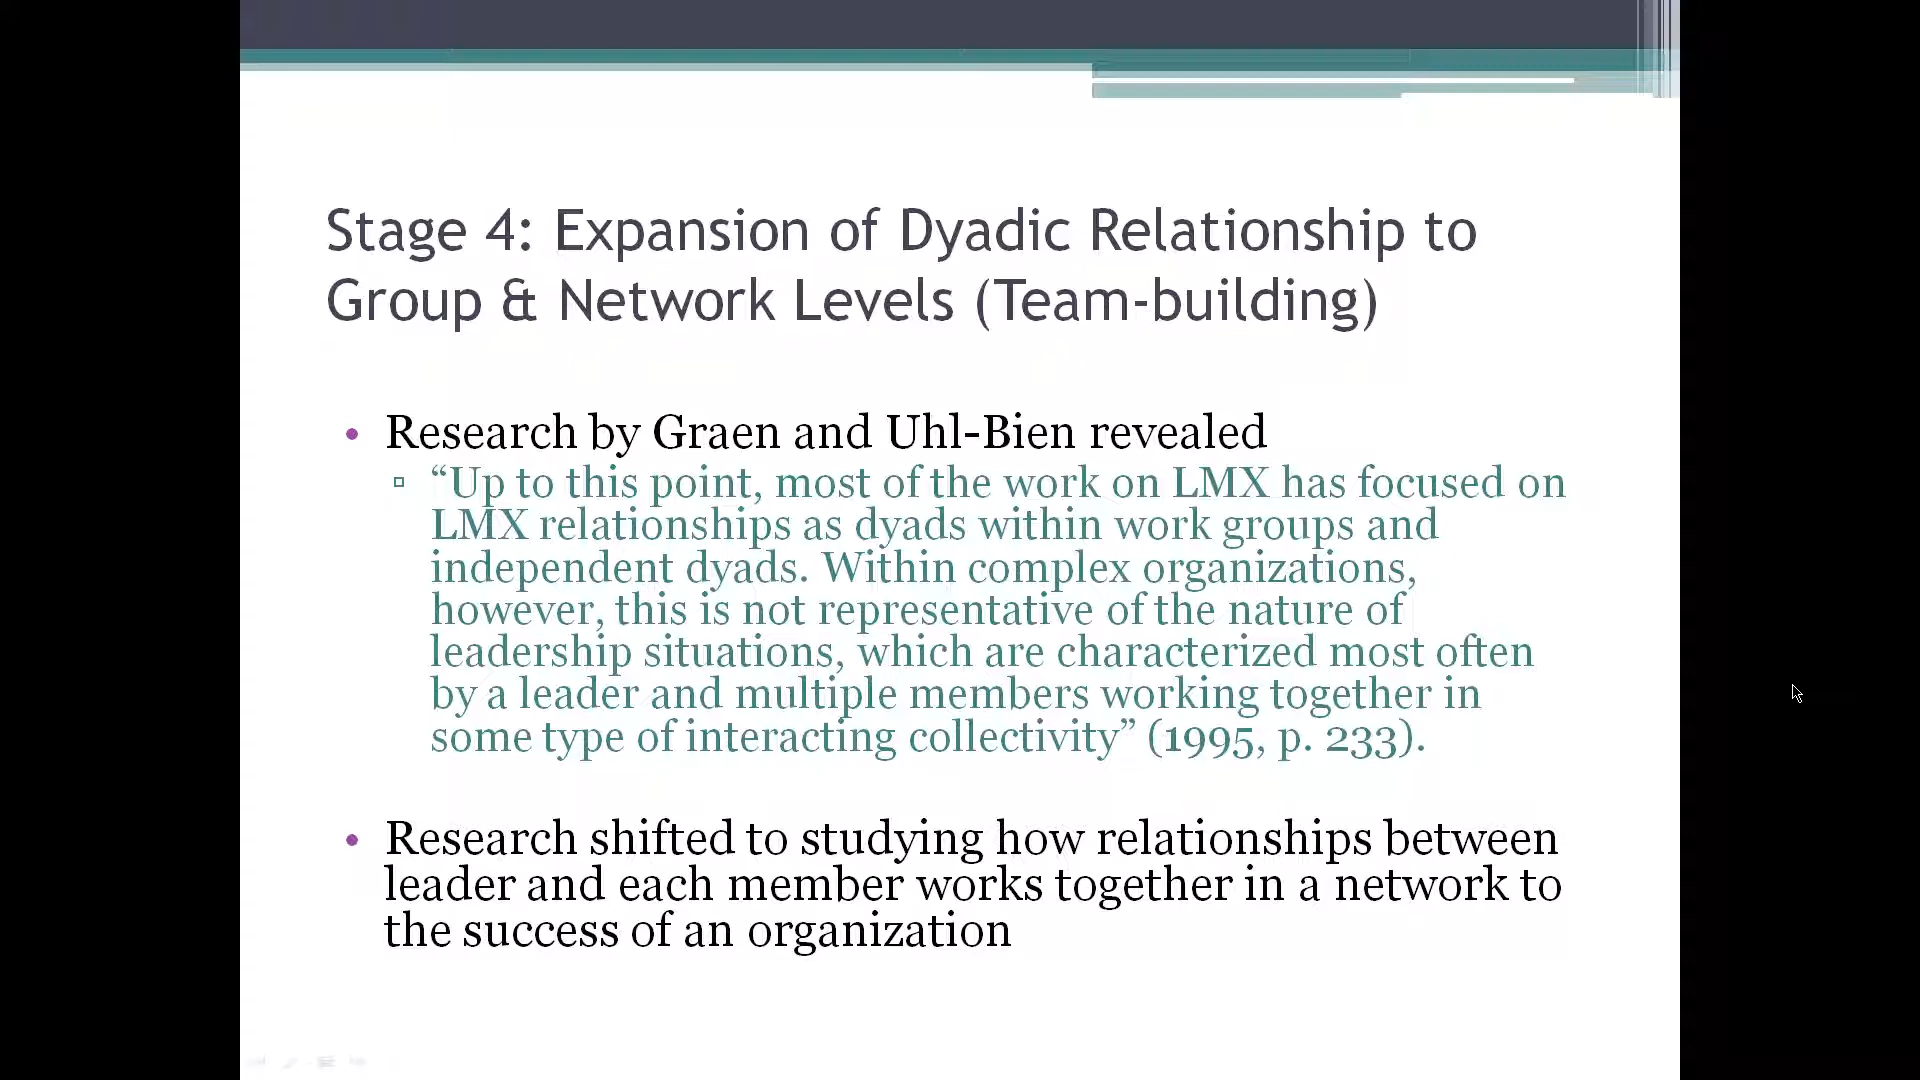 Stage 4: Expansion of Dyadic Relationship to
Group & Network Levels (Team-building)
• Research by Graen and Uhl-Bien revealed
▫ “Up to this point, most of the work on LMX has focused on
LMX relationships as dyads within work groups and
independent dyads. Within complex organizations,
however, this is not representative of the nature of
leadership situations, which are characterized most often
by a leader and multiple members working together in
some type of interacting collectivity” (1995, p. 233).
• Research shifted to studying how relationships between
leader and each member works together in a network to
the success of an organization